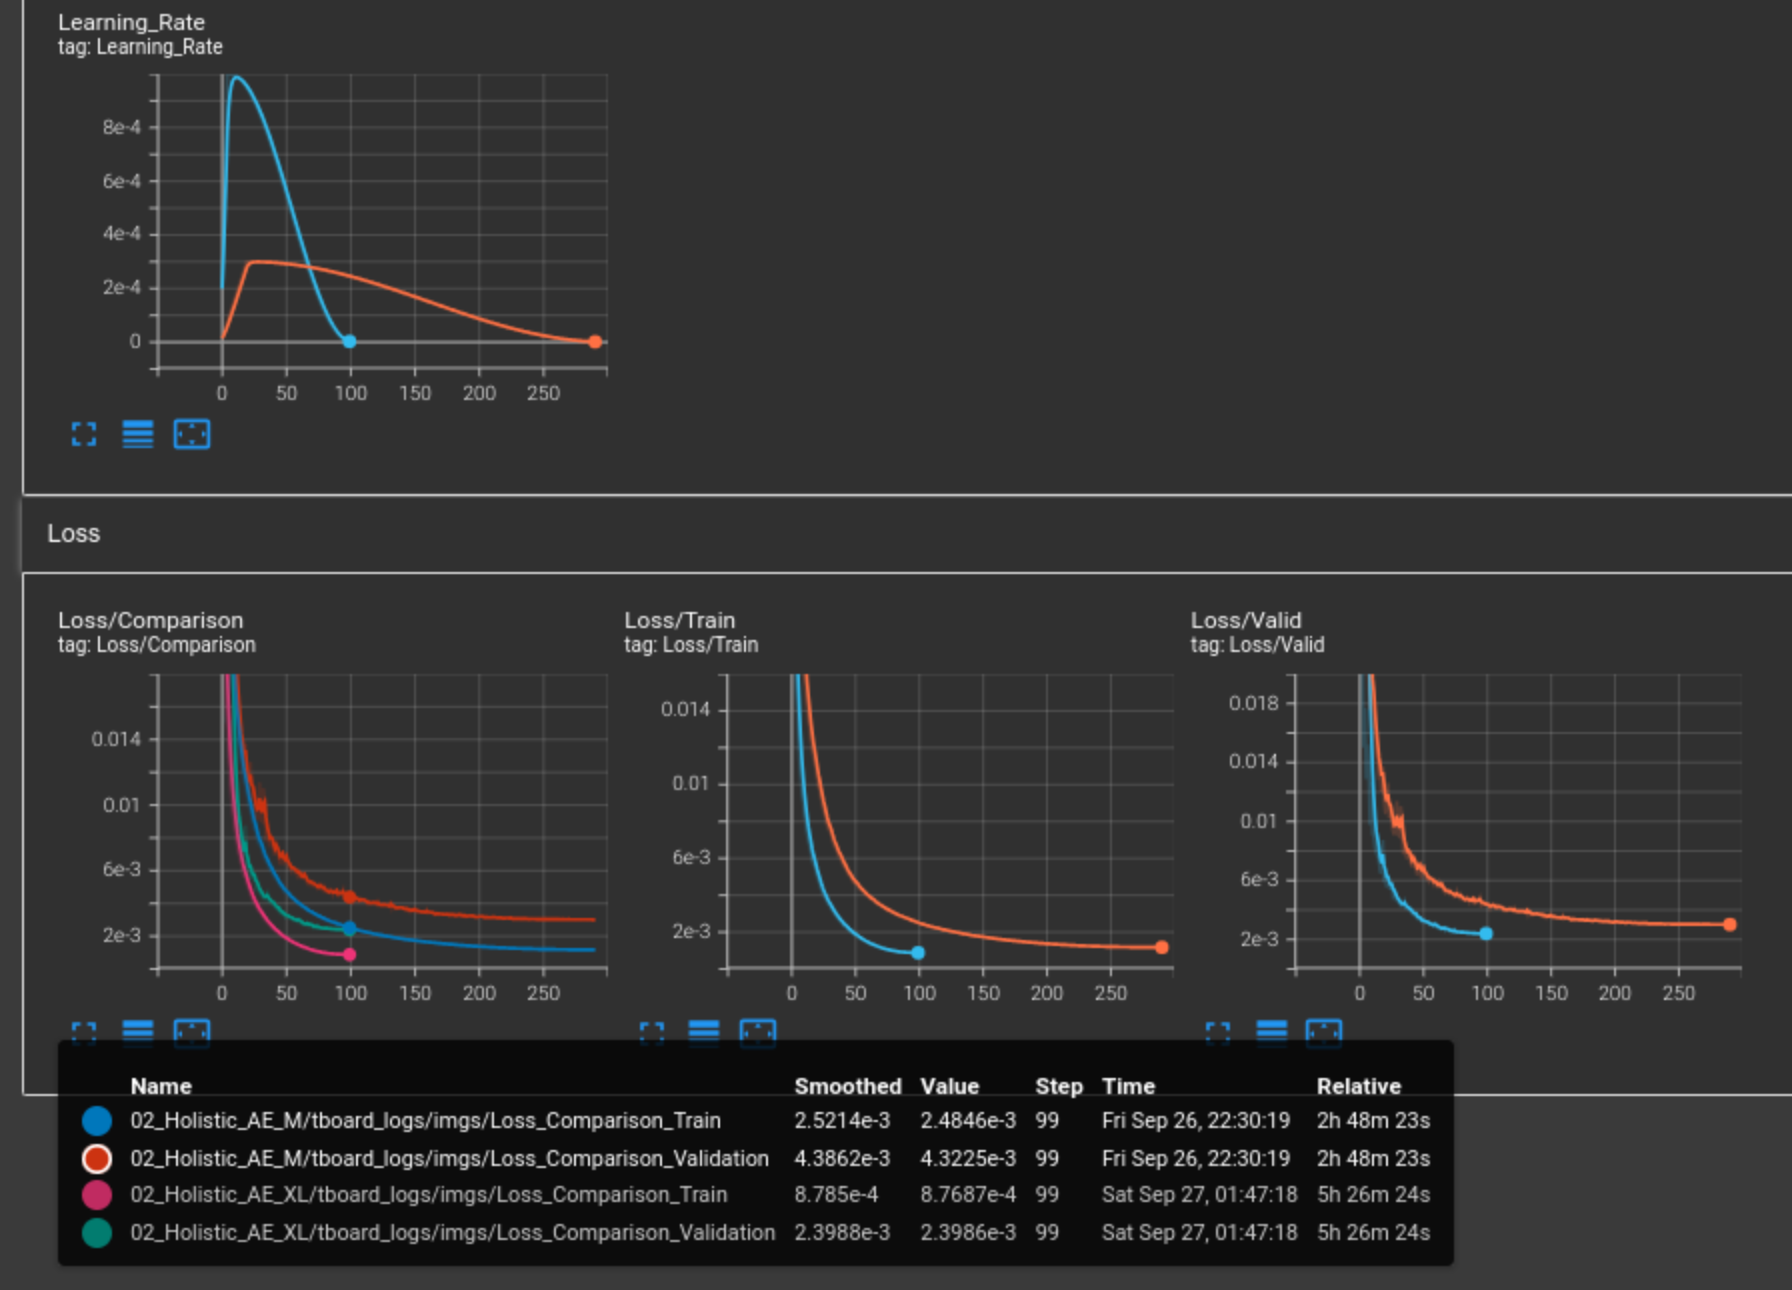 Learning_Rate
tag: Learning_Rate
8e-4
6e-4
4e-4
2e-4
0
0 50 100 150 200 250
Loss
Loss/Comparison
tag: Loss/Comparison
0.014
0.01
6e-3
2e-3
0 50 100 150 200 250
Loss/Train
tag: Loss/Train
0.014
0.01
6e-3
2e-3
0 50 100 150 200 250
Loss/Valid
tag: Loss/Valid
0.018
0.014
0.01
6e-3
2e-3
0 50 100 150 200 250
Name Smoothed Value Step Time Relative
02_Holistic_AE_M/tboard_logs/imgs/Loss_Comparison_Train 2.5214e-3 2.4846e-3 99 Fri Sep 26, 22:30:19 2h 48m 23s
02_Holistic_AE_M/tboard_logs/imgs/Loss_Comparison_Validation 4.3862e-3 4.3225e-3 99 Fri Sep 26, 22:30:19 2h 48m 23s
02_Holistic_AE_XL/tboard_logs/imgs/Loss_Comparison_Train 8.785e-4 8.7687e-4 99 Sat Sep 27, 01:47:18 5h 26m 24s
02_Holistic_AE_XL/tboard_logs/imgs/Loss_Comparison_Validation 2.3988e-3 2.3986e-3 99 Sat Sep 27, 01:47:18 5h 26m 24s